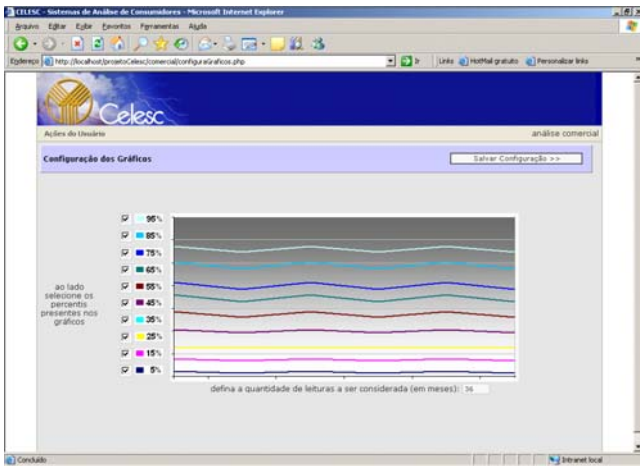 CELESC - Sistemas de Análise de Consumidores - Microsoft Internet Explorer
Arquivo Editar Exibir Favoritos Ferramentas Ajuda
Endereço http://localhost/projetoCelesc/comercial/configuraGraficos.php Ir Links HotMail gratuito Personalizar links
Celesc
Ações do Usuário análise comercial
Configuração dos Gráficos Salvar Configuração >>
95%
85%
75%
65%
55%
45%
35%
25%
15%
5%
ao lado
selecione os
percentis
presentes nos
gráficos
defina a quantidade de leituras a ser considerada (em meses): 36
Concluído Intranet local